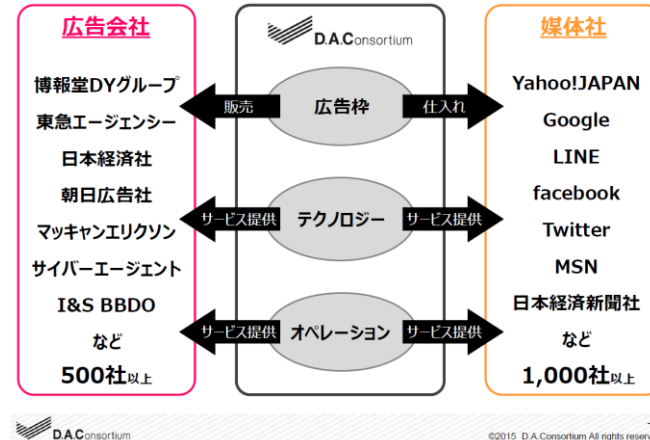 広告会社
博報堂DYグループ
東急エージェンシー
日本経済社
朝日広告社
マッキャンエリクソン
サイバーエージェント
I&S BBDO
など
500社以上
D.A.Consortium
販売
広告枠
仕入れ
サービス提供
テクノロジー
サービス提供
サービス提供
オペレーション
サービス提供
媒体社
Yahoo!JAPAN
Google
LINE
facebook
Twitter
MSN
日本経済新聞社
など
1,000社以上
D.A.Consortium
©2015 D.A.Consortium All rights reserv